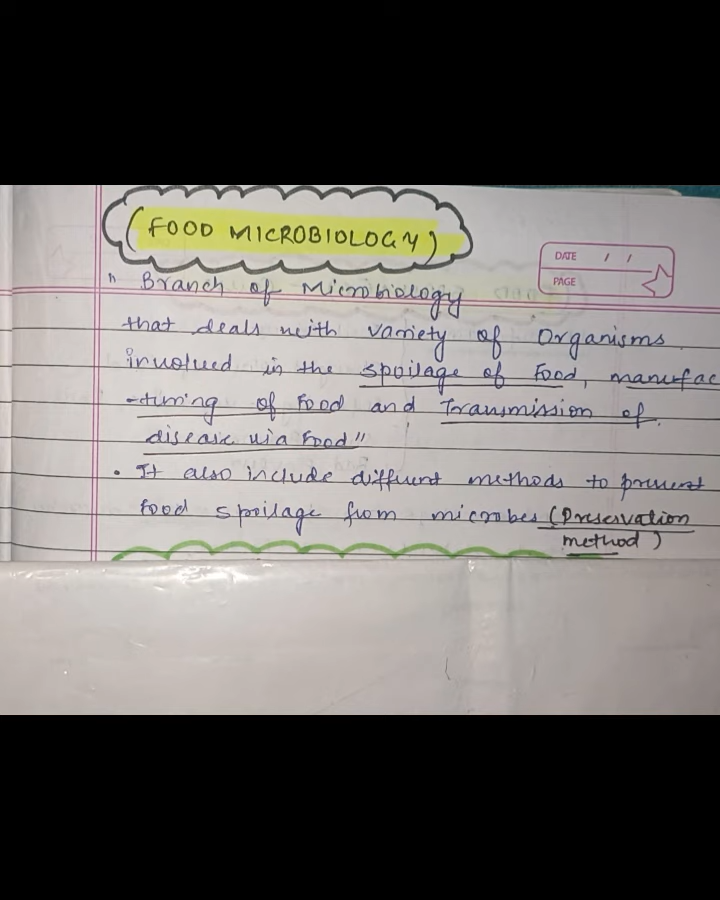 (FOOD MICROBIOLOGY)
DATE / /
PAGE
" Branch of Microbiology
that deals with variety of Organisms
involved in the spoilage of Food, manufac
-turing of Food and Transmission of
disease via Food"
• It also include different methods to prevent
Food spoilage from microbes (Preservation
method)